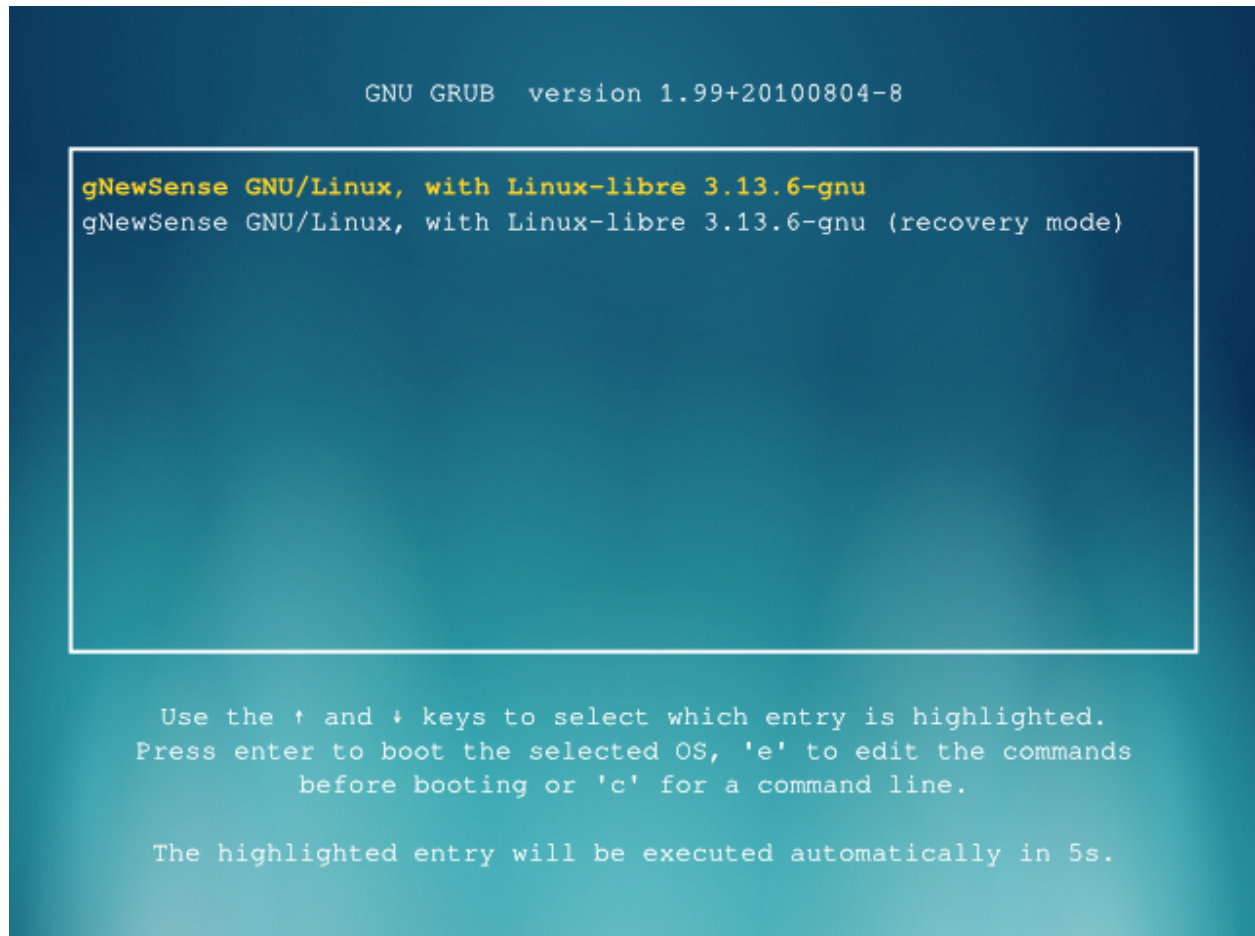 GNU GRUB  version 1.99+20100804-8
gNewSense GNU/Linux, with Linux-libre 3.13.6-gnu
gNewSense GNU/Linux, with Linux-libre 3.13.6-gnu (recovery mode)
Use the ↑ and ↓ keys to select which entry is highlighted.
Press enter to boot the selected OS, 'e' to edit the commands
before booting or 'c' for a command line.
The highlighted entry will be executed automatically in 5s.